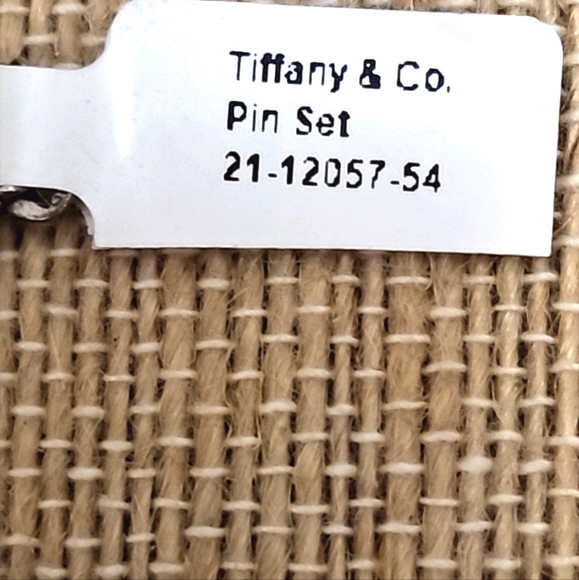 Tiffany & Co.
Pin Set
21-12057-54